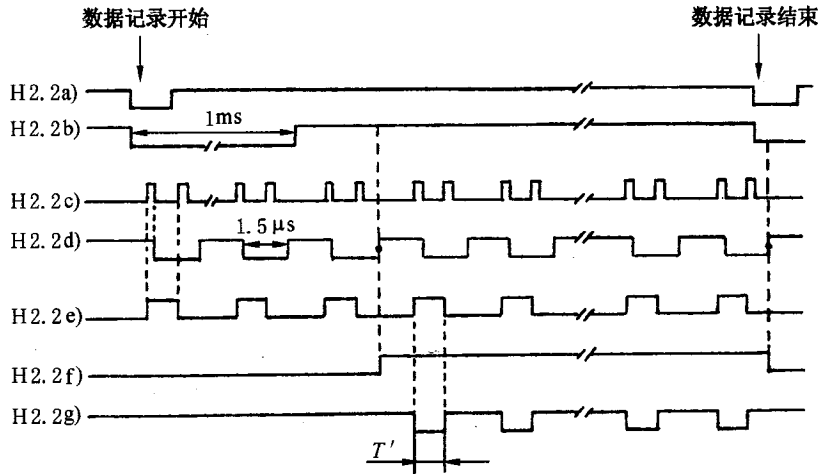 数据记录开始
数据记录结束
H2.2a)
H2.2b)
1ms
H2.2c)
H2.2d)
1.5μs
H2.2e)
H2.2f)
H2.2g)
T′